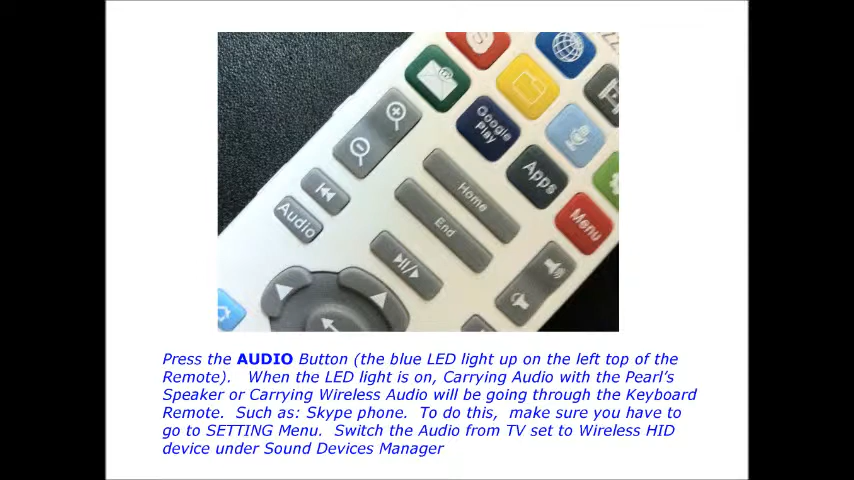 Google
Play
Apps
Home
Menu
End
Audio
Press the AUDIO Button (the blue LED light up on the left top of the
Remote).   When the LED light is on, Carrying Audio with the Pearl's
Speaker or Carrying Wireless Audio will be going through the Keyboard
Remote.  Such as: Skype phone.  To do this,  make sure you have to
go to SETTING Menu.  Switch the Audio from TV set to Wireless HID
device under Sound Devices Manager